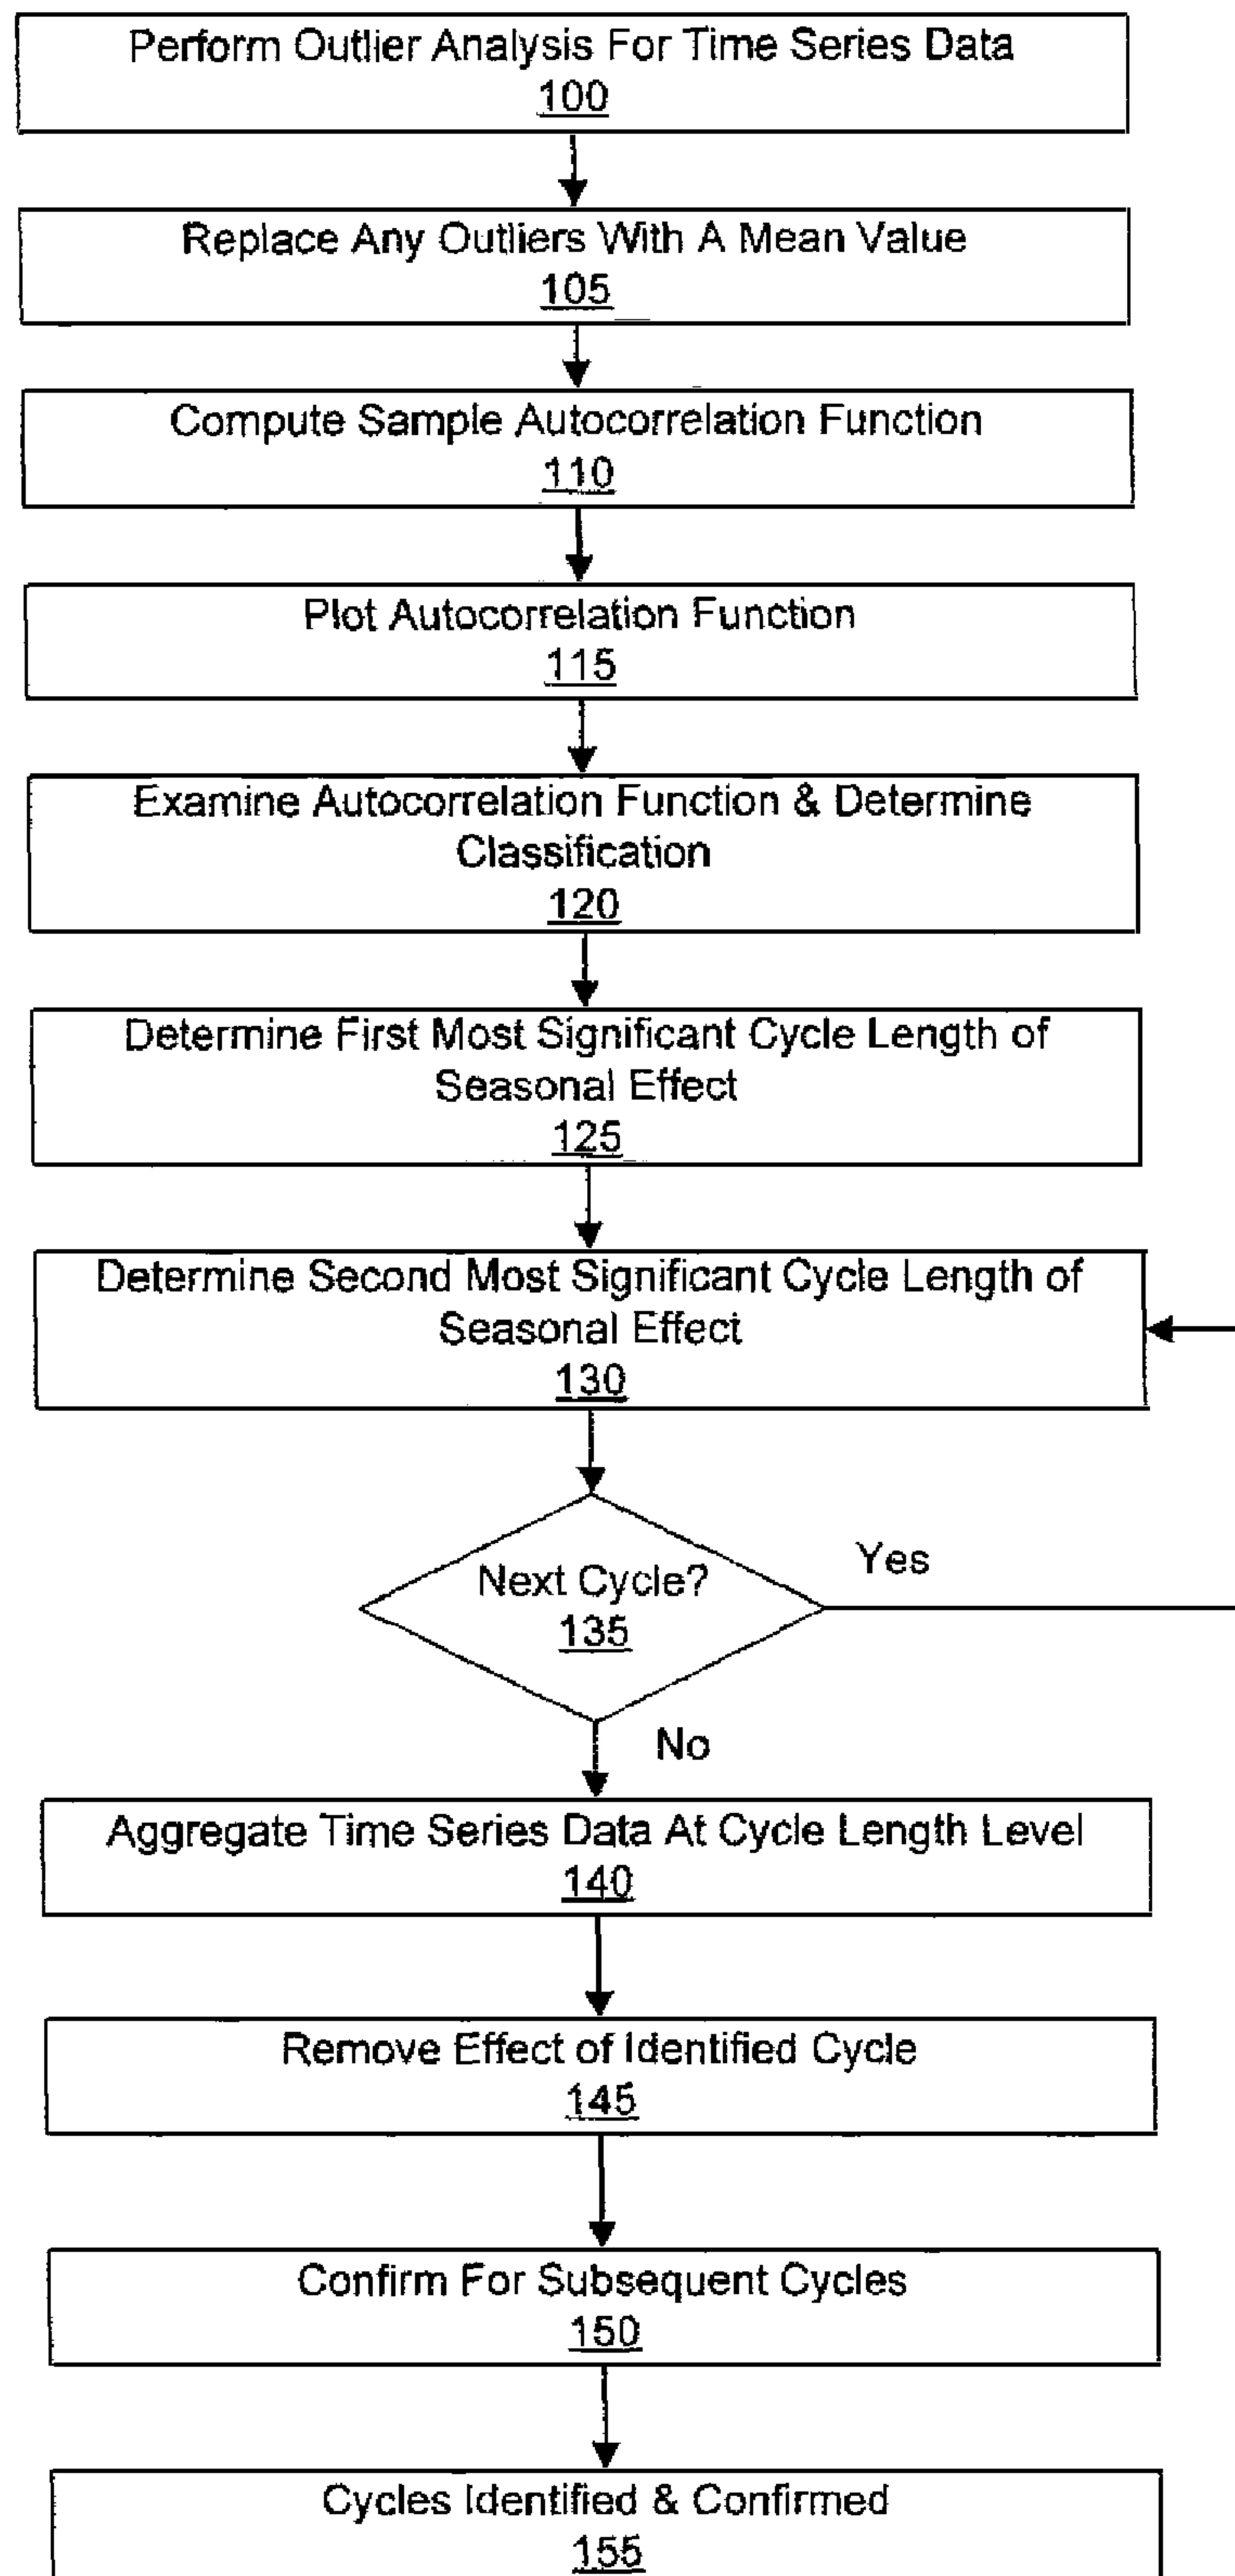 Perform Outlier Analysis For Time Series Data
100
Replace Any Outliers With A Mean Value
105
Compute Sample Autocorrelation Function
110
Plot Autocorrelation Function
115
Examine Autocorrelation Function & Determine
Classification
120
Determine First Most Significant Cycle Length of
Seasonal Effect
125
Determine Second Most Significant Cycle Length of
Seasonal Effect
130
Next Cycle?
135
Yes
No
Aggregate Time Series Data At Cycle Length Level
140
Remove Effect of Identified Cycle
145
Confirm For Subsequent Cycles
150
Cycles Identified & Confirmed
155